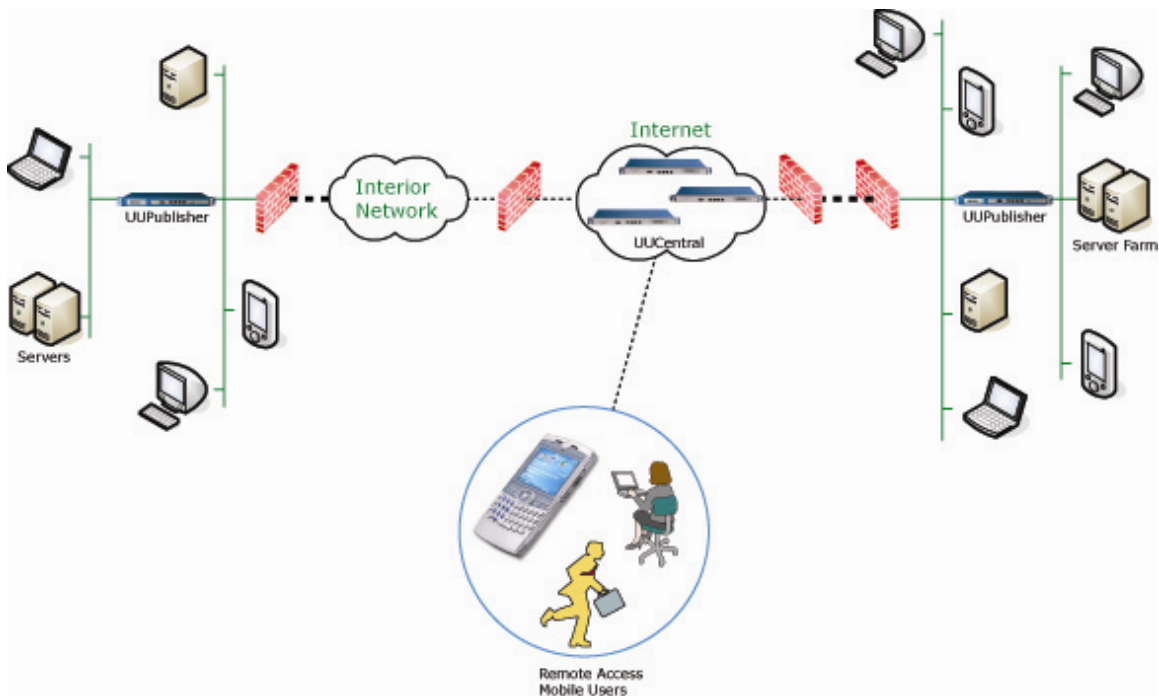 Internet
Interior
Network
UUPublisher
UUCentral
UUPublisher
Server Farm
Servers
Remote Access
Mobile Users